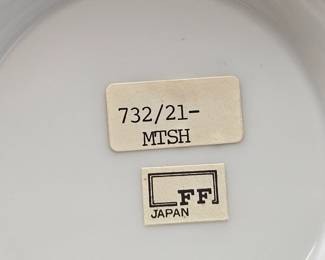 732/21-
MTSH
FF
JAPAN